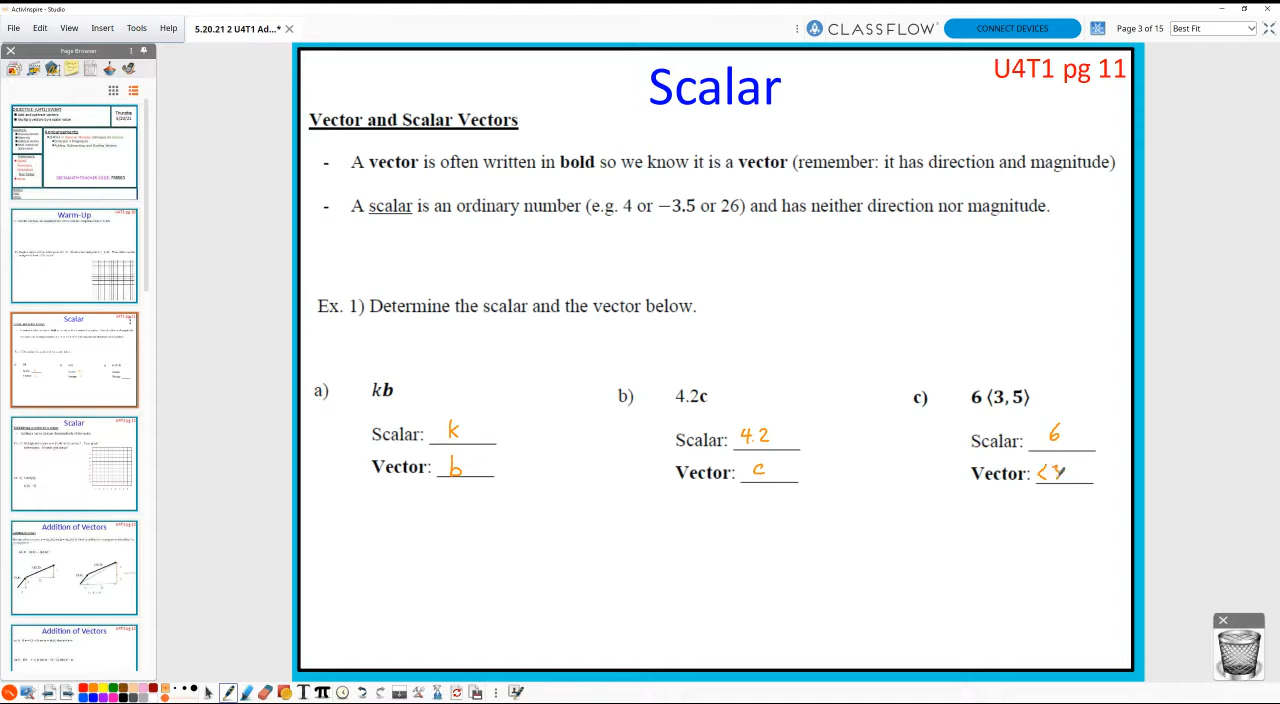 ActivInspire - Studio
File Edit View Insert Tools Help
5.20.21 2 U4T1 Ad...*
CLASSFLOW
CONNECT DEVICES
Page 3 of 15
Best Fit
Page Browser
Thursday
Announcements
Warm-Up
Scalar
Scalar
Addition of Vectors
Addition of Vectors
Scalar
U4T1 pg 11
Vector and Scalar Vectors
- A vector is often written in bold so we know it is a vector (remember: it has direction and magnitude)
- A scalar is an ordinary number (e.g. 4 or −3.5 or 26) and has neither direction nor magnitude.
Ex. 1) Determine the scalar and the vector below.
a) kb
Scalar: k
Vector: b
b) 4.2c
Scalar: 4.2
Vector: c
c) 6 ⟨3, 5⟩
Scalar: 6
Vector: <3